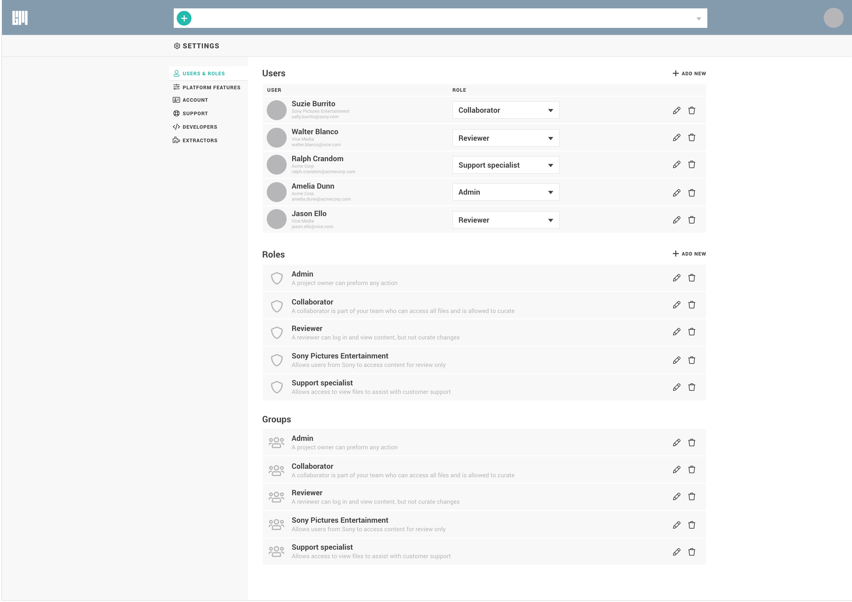 SETTINGS
USERS & ROLES
PLATFORM FEATURES
ACCOUNT
SUPPORT
DEVELOPERS
EXTRACTORS
Users
ADD NEW
USER ROLE
Suzie Burrito
Sony Pictures Entertainment
sally.burrito@sony.com
Collaborator
Walter Blanco
Vice Media
walter.blanco@vice.com
Reviewer
Ralph Crandom
Acme Corp
ralph.crandom@acmecorp.com
Support specialist
Amelia Dunn
Acme Corp
amelia.dunn@acmecorp.com
Admin
Jason Ello
Vice Media
jason.ello@vice.com
Reviewer
Roles
ADD NEW
Admin
A project owner can preform any action
Collaborator
A collaborator is part of your team who can access all files and is allowed to curate
Reviewer
A reviewer can log in and view content, but not curate changes
Sony Pictures Entertainment
Allows users from Sony to access content for review only
Support specialist
Allows access to view files to assist with customer support
Groups
Admin
A project owner can preform any action
Collaborator
A collaborator is part of your team who can access all files and is allowed to curate
Reviewer
A reviewer can log in and view content, but not curate changes
Sony Pictures Entertainment
Allows users from Sony to access content for review only
Support specialist
Allows access to view files to assist with customer support